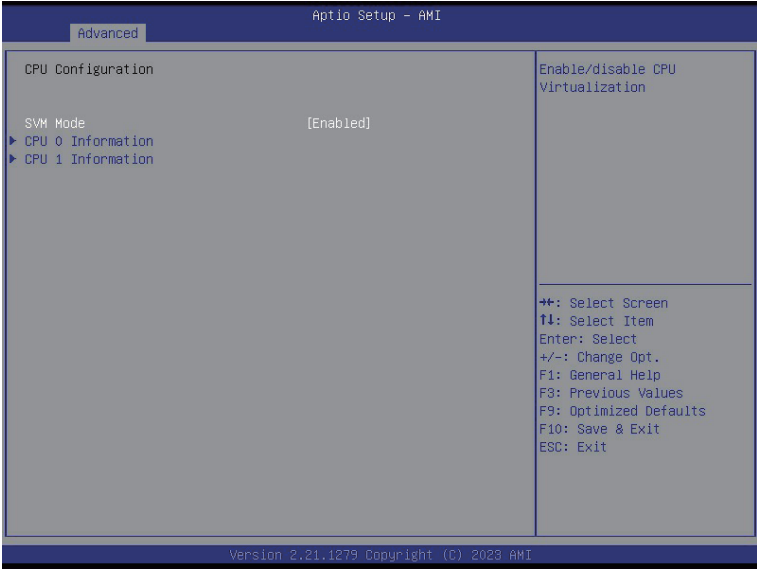 Aptio Setup – AMI
Advanced
CPU Configuration
SVM Mode [Enabled]
CPU 0 Information
CPU 1 Information
Enable/disable CPU
Virtualization
→←: Select Screen
↑↓: Select Item
Enter: Select
+/-: Change Opt.
F1: General Help
F3: Previous Values
F9: Optimized Defaults
F10: Save & Exit
ESC: Exit
Version 2.21.1279 Copyright (C) 2023 AMI